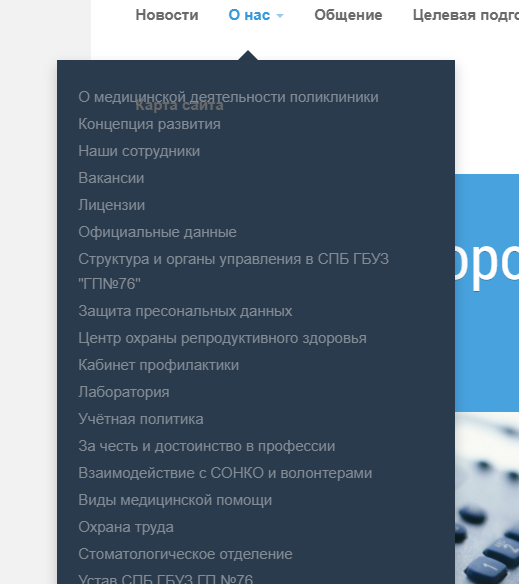 Новости О нас Общение Целевая подго
О медицинской деятельности поликлиники
Карта сайта
Концепция развития
Наши сотрудники
Вакансии
Лицензии
Официальные данные
Структура и органы управления в СПБ ГБУЗ
"ГП№76"
Защита пресональных данных
Центр охраны репродуктивного здоровья
Кабинет профилактики
Лаборатория
Учётная политика
За честь и достоинство в профессии
Взаимодействие с СОНКО и волонтерами
Виды медицинской помощи
Охрана труда
Стоматологическое отделение
Устав СПБ ГБУЗ ГП №76